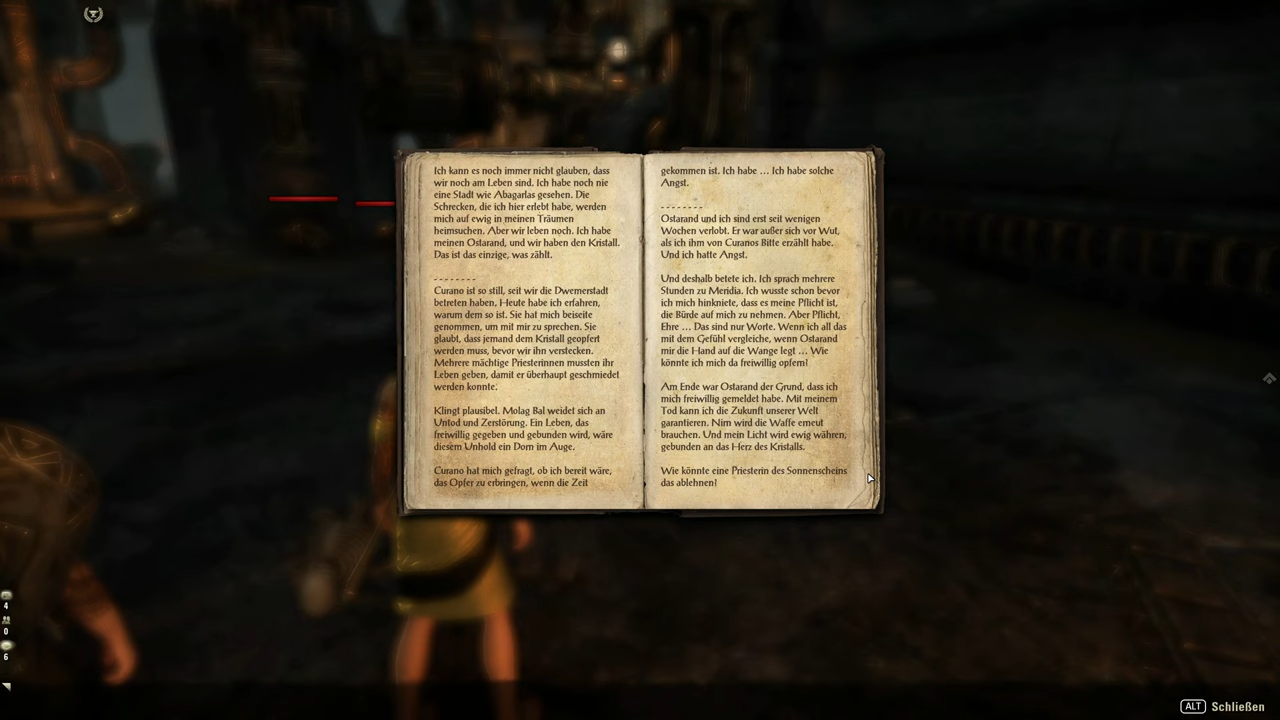 Ich kann es noch immer nicht glauben, dass
wir noch am Leben sind. Ich habe noch nie
eine Stadt wie Abagarlas gesehen. Die
Schrecken, die ich hier erlebt habe, werden
mich auf ewig in meinen Träumen
heimsuchen. Aber wir leben noch. Ich habe
meinen Ostarand, und wir haben den Kristall.
Das ist das einzige, was zählt.
- - - - - - - -
Curano ist so still, seit wir die Dwemerstadt
betreten haben. Heute habe ich erfahren,
warum dem so ist. Sie hat mich beiseite
genommen, um mit mir zu sprechen. Sie
glaubt, dass jemand dem Kristall geopfert
werden muss, bevor wir ihn verstecken.
Mehrere mächtige Priesterinnen mussten ihr
Leben geben, damit er überhaupt geschmiedet
werden konnte.
Klingt plausibel. Molag Bal weidet sich an
Untod und Zerstörung. Ein Leben, das
freiwillig gegeben und gebunden wird, wäre
diesem Unhold ein Dorn im Auge.
Curano hat mich gefragt, ob ich bereit wäre,
das Opfer zu erbringen, wenn die Zeit
gekommen ist. Ich habe ... Ich habe solche
Angst.
- - - - - - - -
Ostarand und ich sind erst seit wenigen
Wochen verlobt. Er war außer sich vor Wut,
als ich ihm von Curanos Bitte erzählt habe.
Und ich hatte Angst.
Und deshalb betete ich. Ich sprach mehrere
Stunden zu Meridia. Ich wusste schon bevor
ich mich hinkniete, dass es meine Pflicht ist,
die Bürde auf mich zu nehmen. Aber Pflicht,
Ehre ... Das sind nur Worte. Wenn ich all das
mit dem Gefühl vergleiche, wenn Ostarand
mir die Hand auf die Wange legt ... Wie
könnte ich mich da freiwillig opfern?
Am Ende war Ostarand der Grund, dass ich
mich freiwillig gemeldet habe. Mit meinem
Tod kann ich die Zukunft unserer Welt
garantieren. Nirn wird die Waffe erneut
brauchen. Und mein Licht wird ewig währen,
gebunden an das Herz des Kristalls.
Wie könnte eine Priesterin des Sonnenscheins
das ablehnen?
4
0
6
ALT Schließen